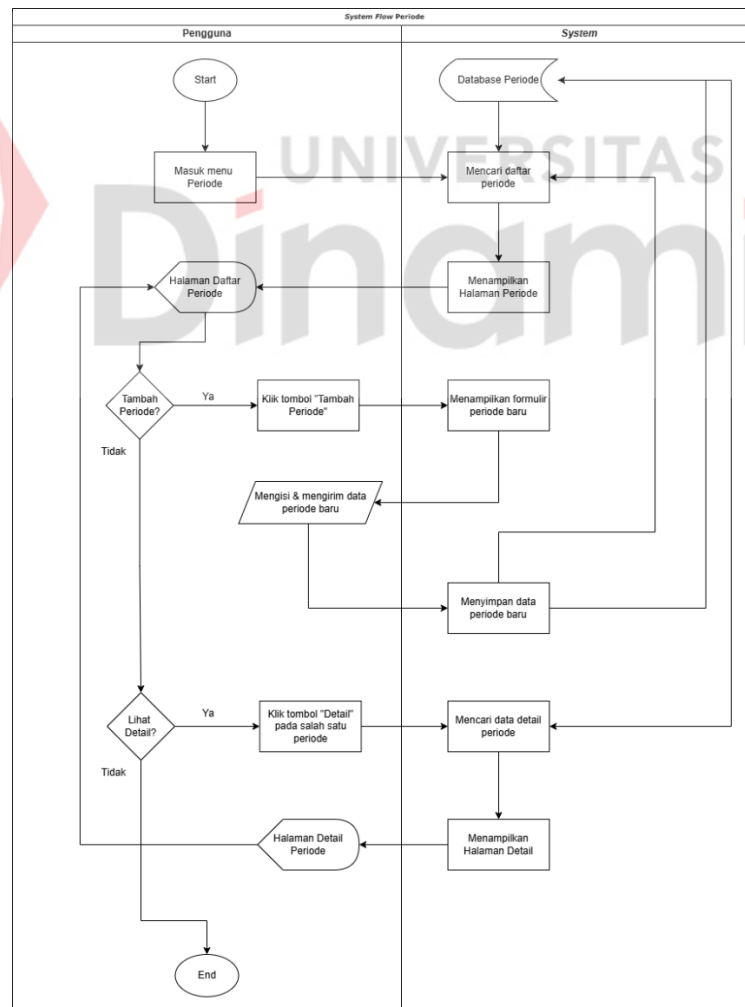 System Flow Periode
Pengguna
System
Start
Database Periode
UNIVERSITAS
Dinami
Masuk menu
Periode
Mencari daftar
periode
Halaman Daftar
Periode
Menampilkan
Halaman Periode
Tambah
Periode?
Ya
Klik tombol "Tambah
Periode"
Menampilkan formulir
periode baru
Tidak
Mengisi & mengirim data
periode baru
Menyimpan data
periode baru
Lihat
Detail?
Ya
Klik tombol "Detail"
pada salah satu
periode
Mencari data detail
periode
Tidak
Halaman Detail
Periode
Menampilkan
Halaman Detail
End